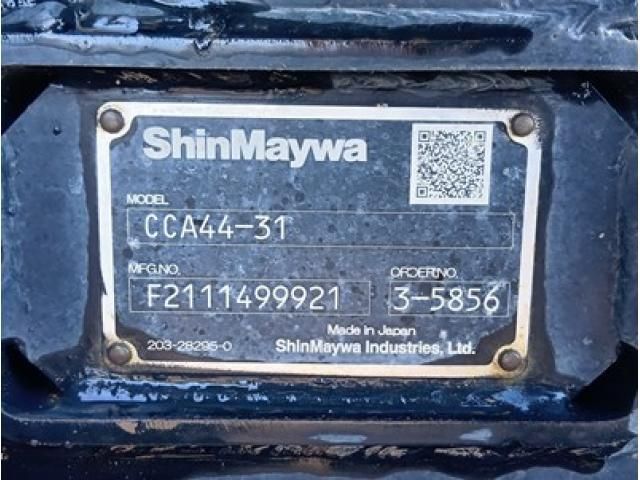 ShinMaywa
MODEL
CCA44-31
MFG.NO. ORDER NO.
F2111499921 3-5856
Made in Japan
203-28295-0 ShinMaywa Industries, Ltd.